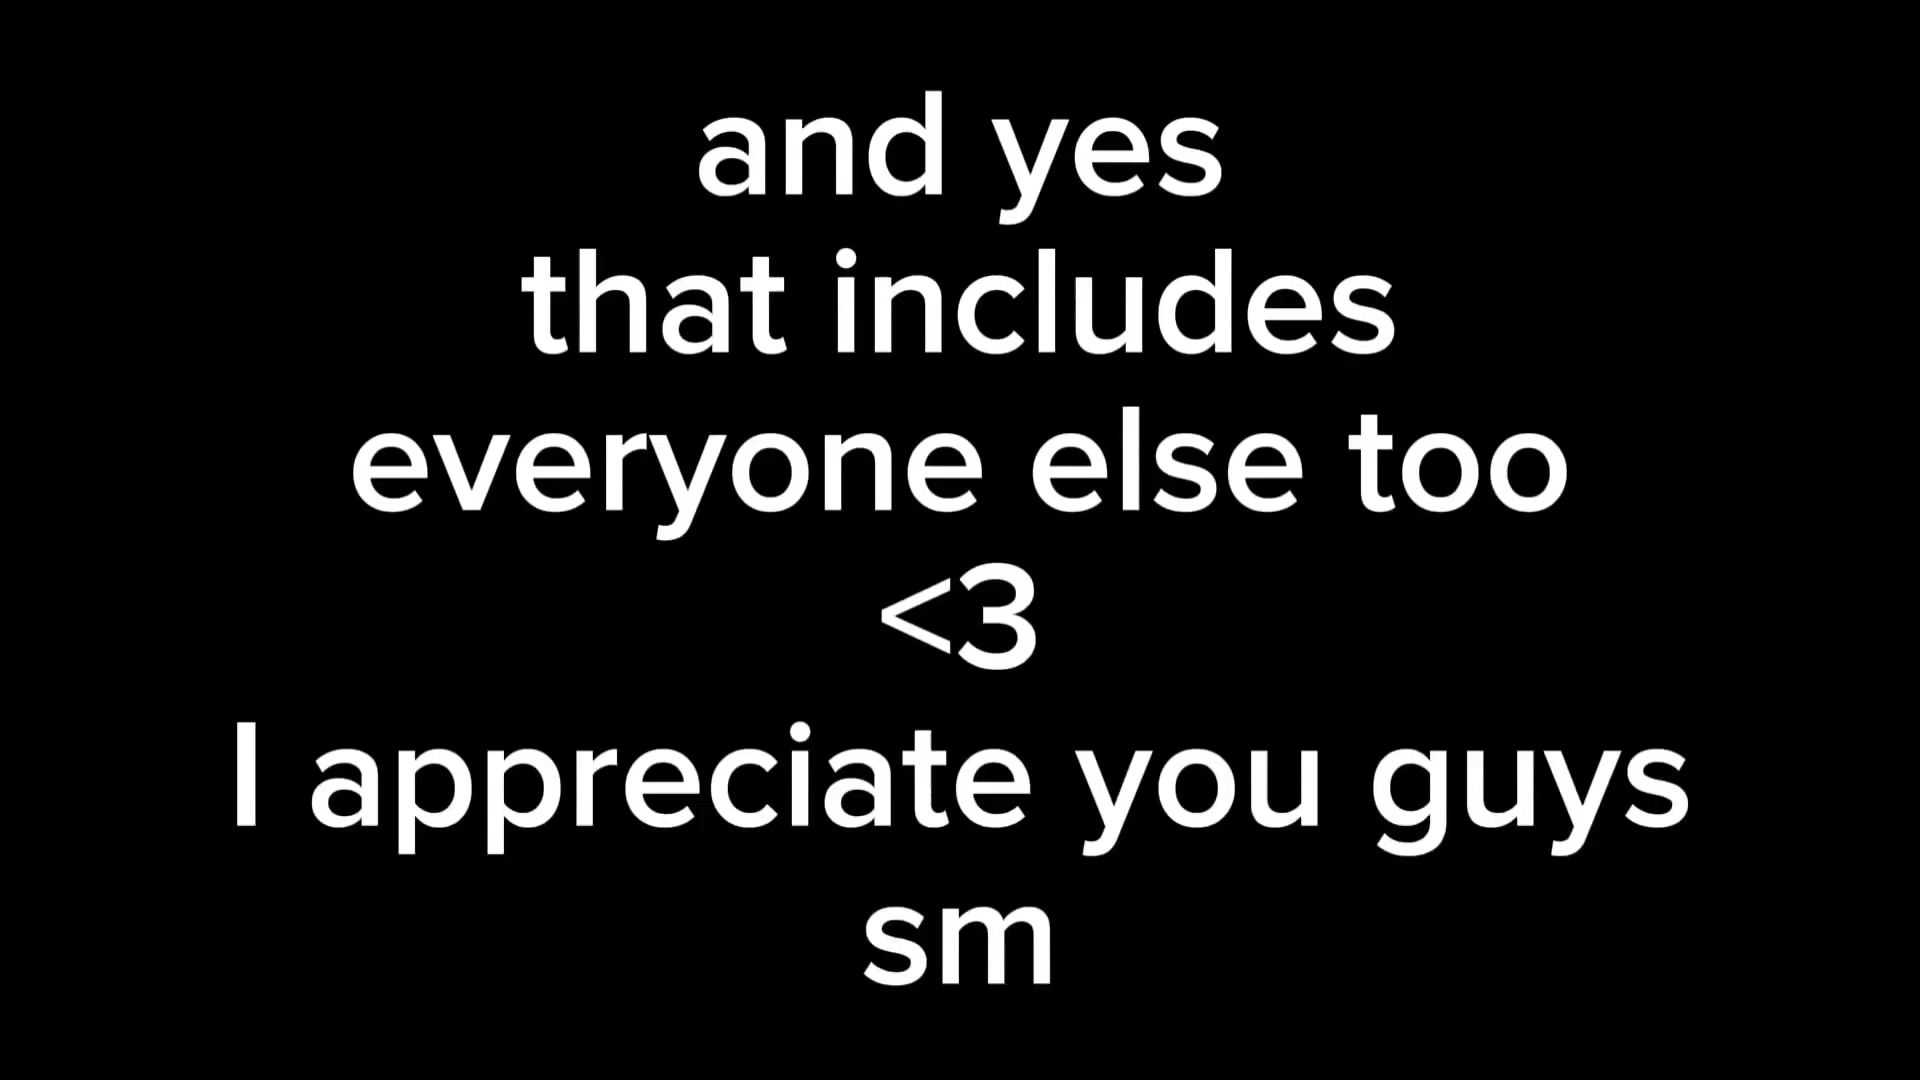 and yes
that includes
everyone else too
<3
I appreciate you guys
sm